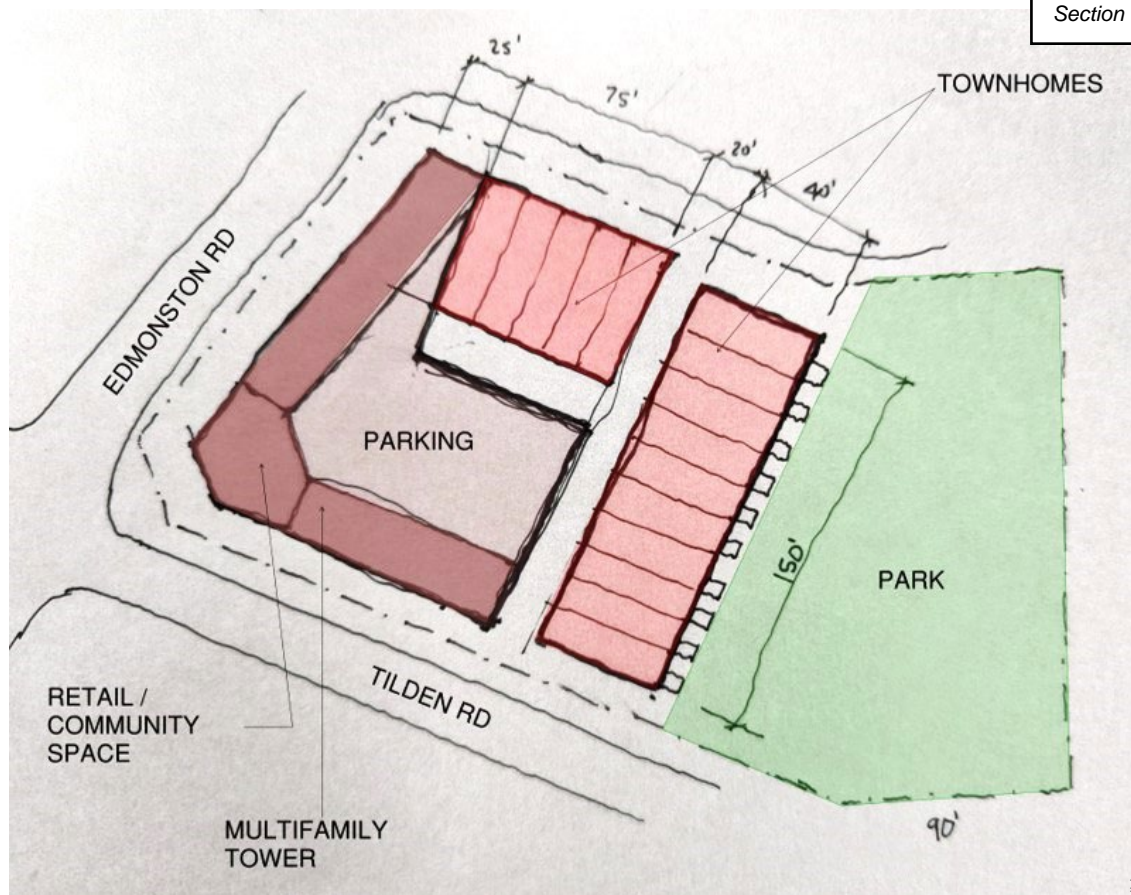 Section
25'
75'
20'
40'
TOWNHOMES
EDMONSTON RD
PARKING
150'
PARK
TILDEN RD
RETAIL /
COMMUNITY
SPACE
90'
MULTIFAMILY
TOWER